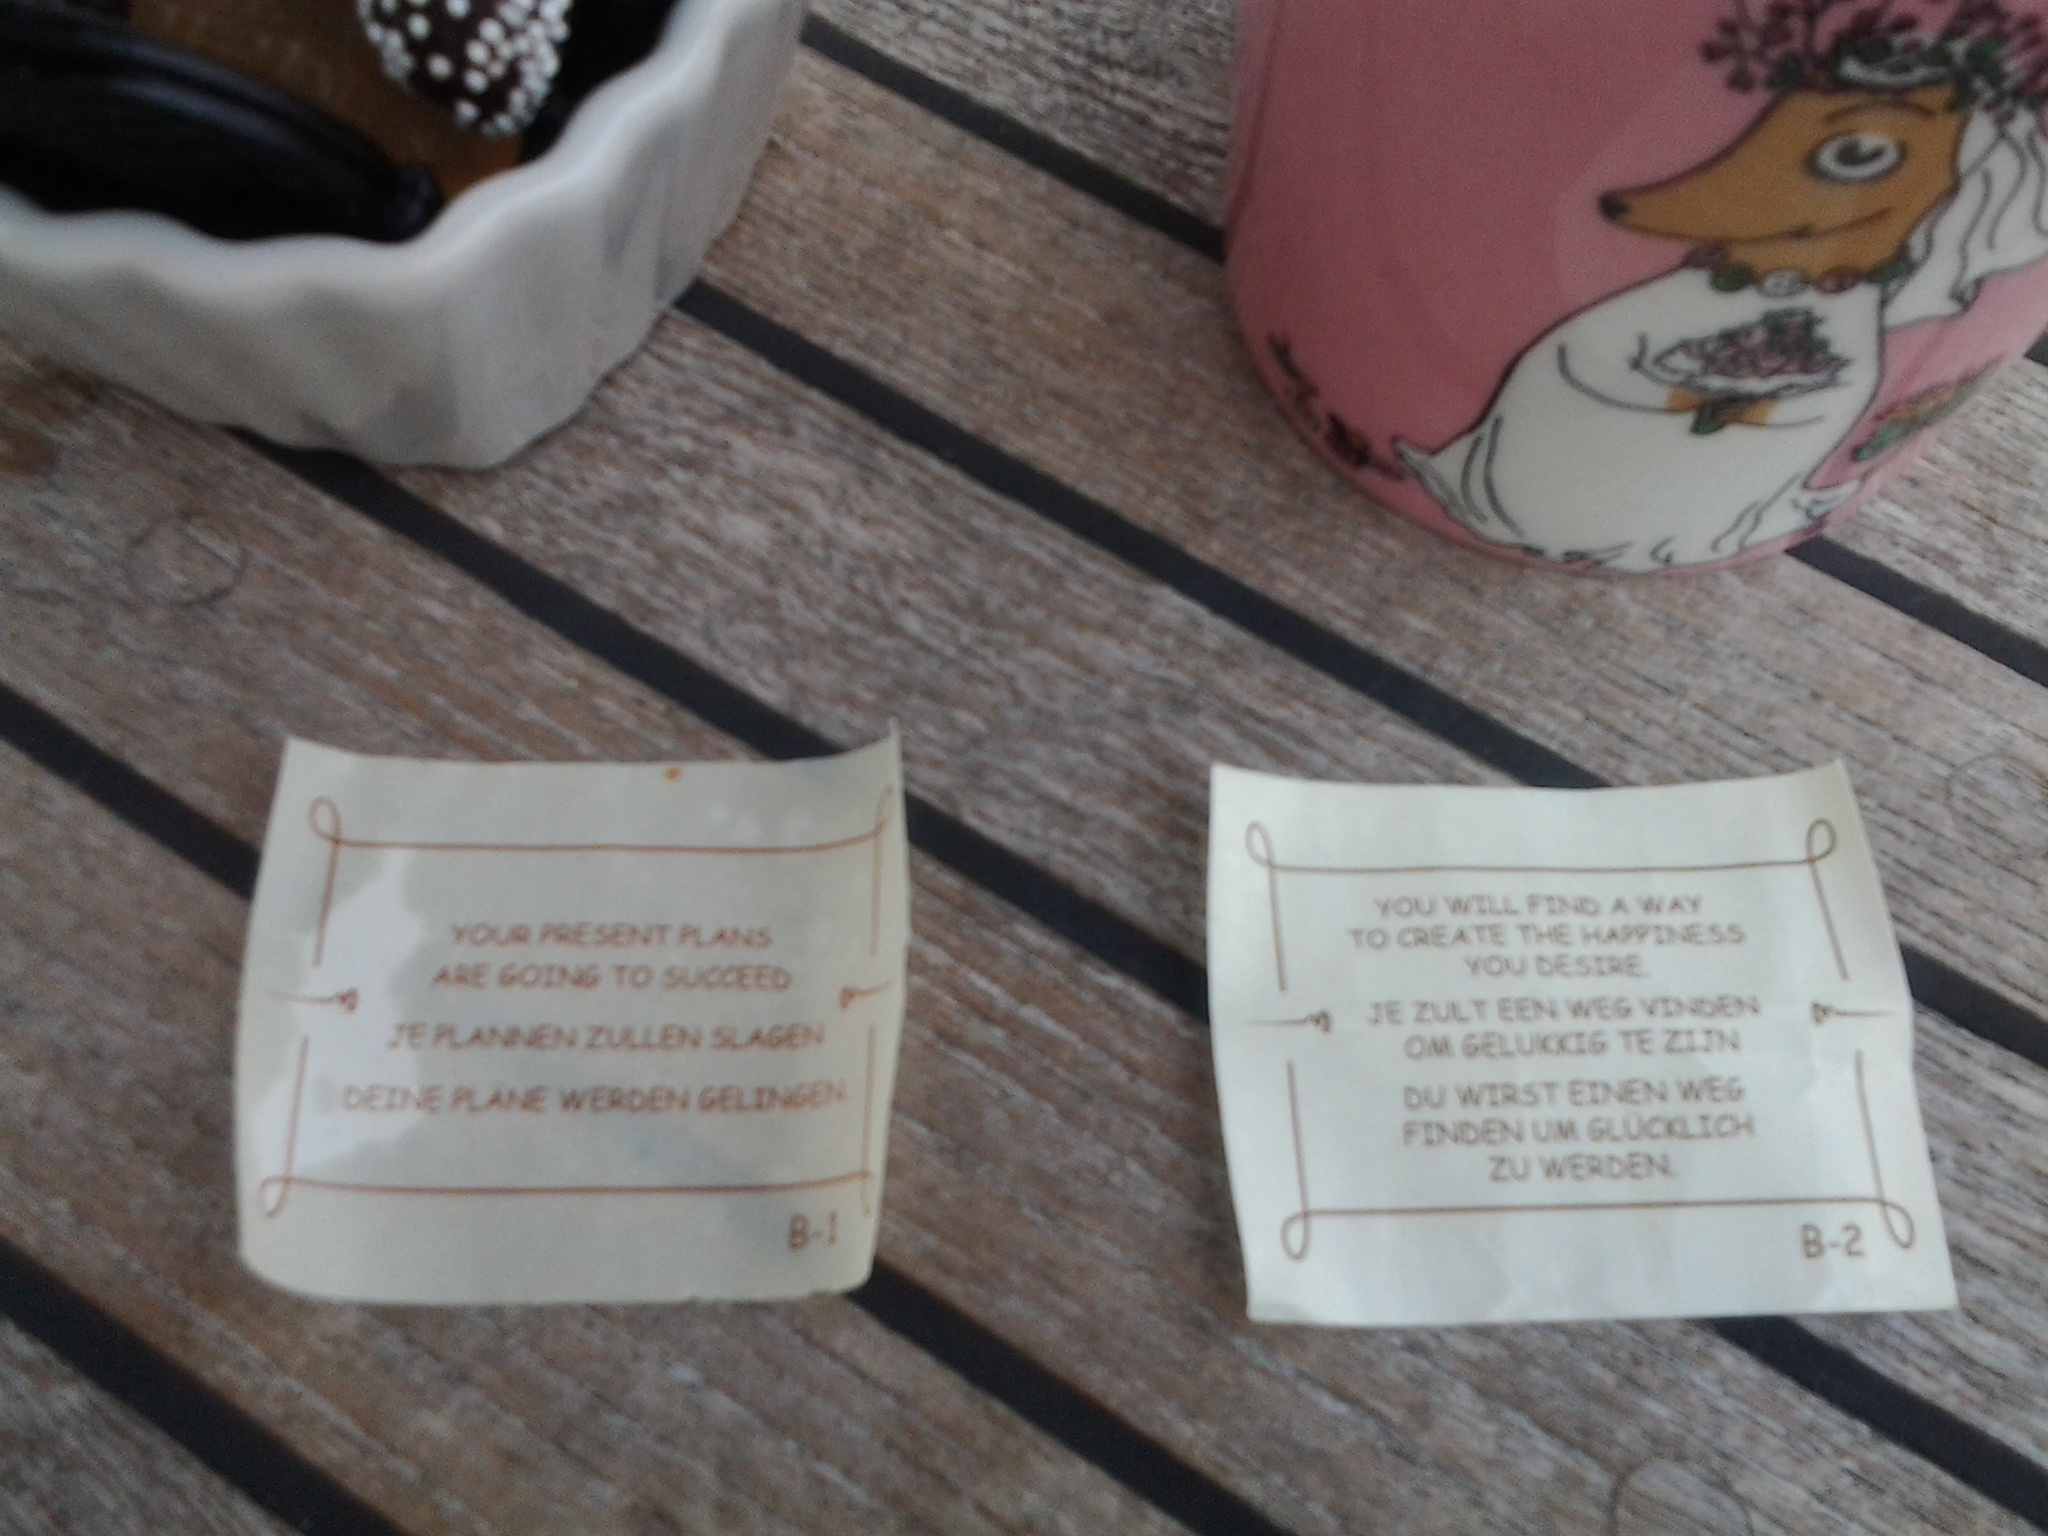 YOUR PRESENT PLANS
ARE GOING TO SUCCEED
JE PLANNEN ZULLEN SLAGEN
DEINE PLÄNE WERDEN GELINGEN.
B-1
YOU WILL FIND A WAY
TO CREATE THE HAPPINESS
YOU DESIRE.
JE ZULT EEN WEG VINDEN
OM GELUKKIG TE ZIJN
DU WIRST EINEN WEG
FINDEN UM GLÜCKLICH
ZU WERDEN.
B-2